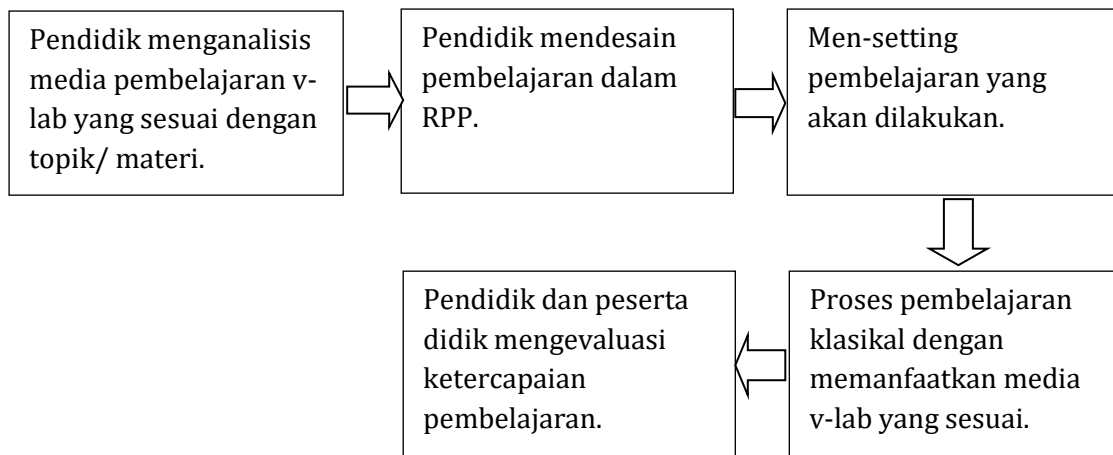 Pendidik menganalisis
media pembelajaran v-
lab yang sesuai dengan
topik/ materi.
Pendidik mendesain
pembelajaran dalam
RPP.
Men-setting
pembelajaran yang
akan dilakukan.
Proses pembelajaran
klasikal dengan
memanfaatkan media
v-lab yang sesuai.
Pendidik dan peserta
didik mengevaluasi
ketercapaian
pembelajaran.